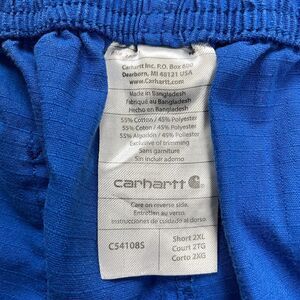 Carhartt Inc. P.O. Box 600
Dearborn, MI 48121 USA
www.Carhartt.com
Made in Bangladesh
Fabriqué au Bangladesh
Hecho en Bangladesh
55% Cotton / 45% Polyester
55% Coton / 45% Polyester
55% Algodón / 45% Poliester
Exclusive of trimming
Sans garniture
Sin incluir adorno
carhartt
Care on reverse side.
Entretien au verso.
Instrucciones de cuidado al dorso.
C54108S
Short 2XL
Court 2TG
Corto 2XG